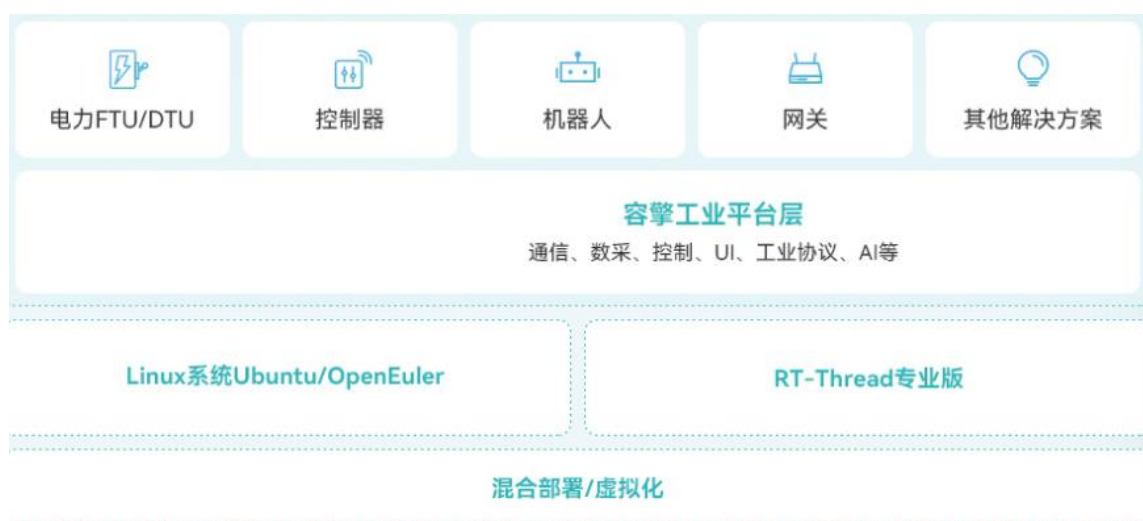 电力FTU/DTU
控制器
机器人
网关
其他解决方案
容擎工业平台层
通信、数采、控制、UI、工业协议、AI等
Linux系统Ubuntu/OpenEuler
RT-Thread专业版
混合部署/虚拟化